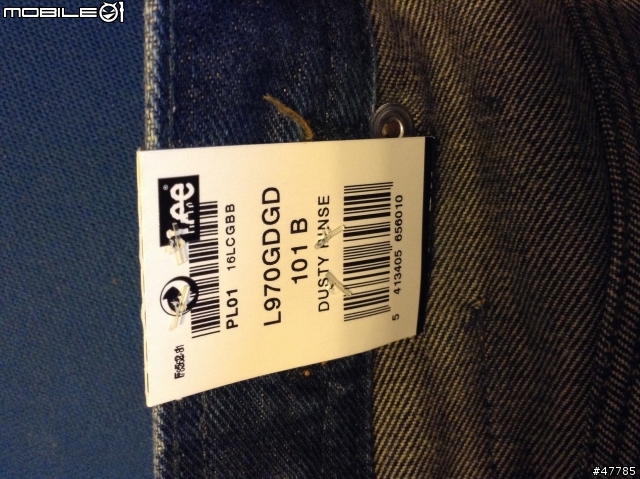 MOBILE01
Lee
PL01 16LCGBB
L970GDGD
101 B
DUSTY RINSE
5 413405 656010
#47785